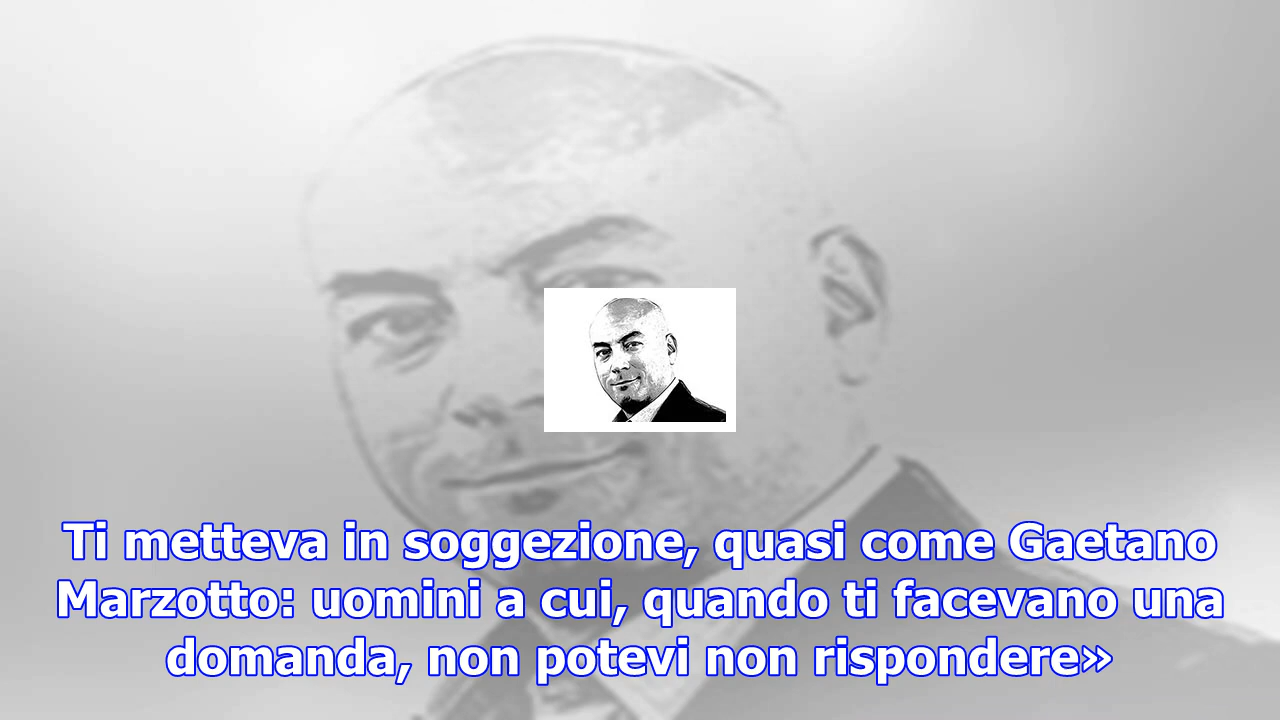 Ti metteva in soggezione, quasi come Gaetano
Marzotto: uomini a cui, quando ti facevano una
domanda, non potevi non rispondere»